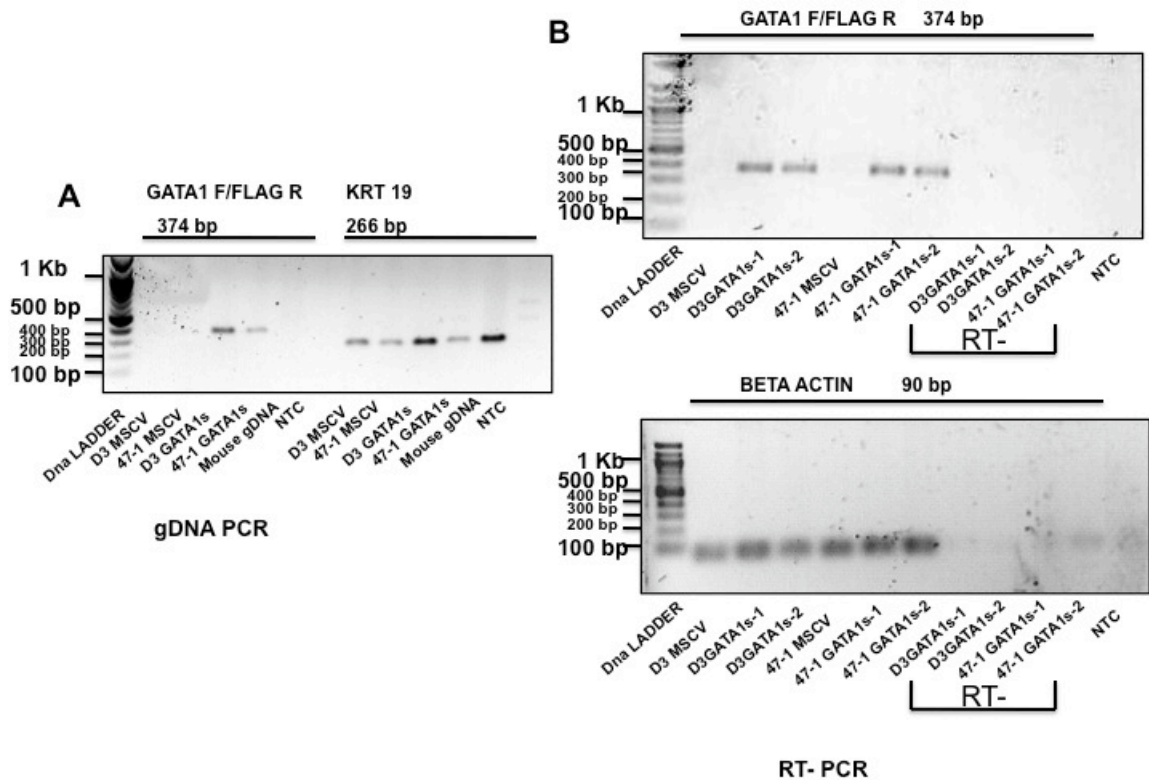 A
GATA1 F/FLAG R KRT 19
374 bp 266 bp
1 Kb
500 bp
400 bp
300 bp
200 bp
100 bp
Dna LADDER
D3 MSCV
47-1 MSCV
D3 GATA1s
47-1 GATA1s
Mouse gDNA
NTC
D3 MSCV
47-1 MSCV
D3 GATA1s
47-1 GATA1s
Mouse gDNA
NTC
gDNA PCR
B
GATA1 F/FLAG R 374 bp
1 Kb
500 bp
400 bp
300 bp
200 bp
100 bp
Dna LADDER
D3 MSCV
D3GATA1s-1
D3GATA1s-2
47-1 MSCV
47-1 GATA1s-1
47-1 GATA1s-2
D3GATA1s-1
D3GATA1s-2
47-1 GATA1s-1
47-1 GATA1s-2
NTC
RT-
BETA ACTIN 90 bp
1 Kb
500 bp
400 bp
300 bp
200 bp
100 bp
Dna LADDER
D3 MSCV
D3GATA1s-1
D3GATA1s-2
47-1 MSCV
47-1 GATA1s-1
47-1 GATA1s-2
D3GATA1s-1
D3GATA1s-2
47-1 GATA1s-1
47-1 GATA1s-2
NTC
RT-
RT- PCR